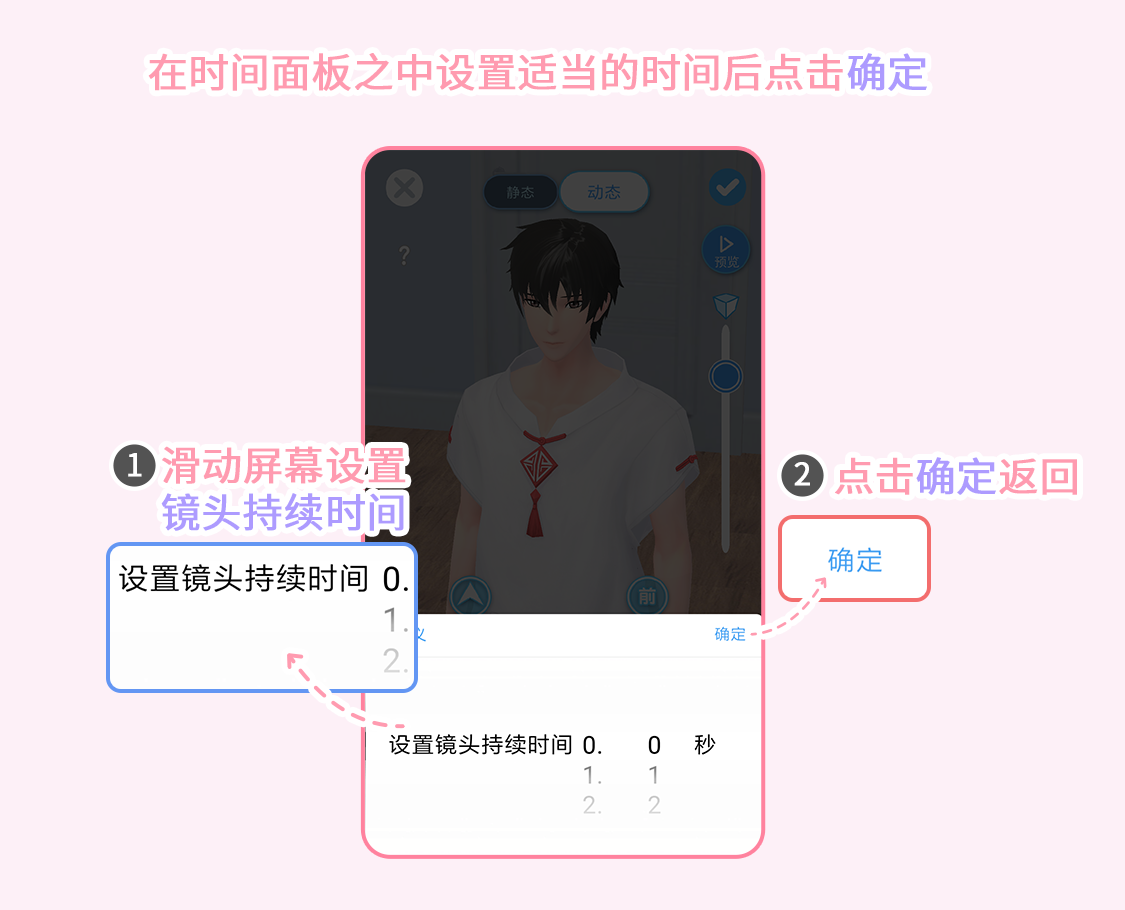 在时间面板之中设置适当的时间后点击确定
静态
动态
?
预览
1 滑动屏幕设置
镜头持续时间
2 点击确定返回
确定
设置镜头持续时间 0.
1.
2.
前
义
确定
设置镜头持续时间 0. 0 秒
1. 1
2. 2